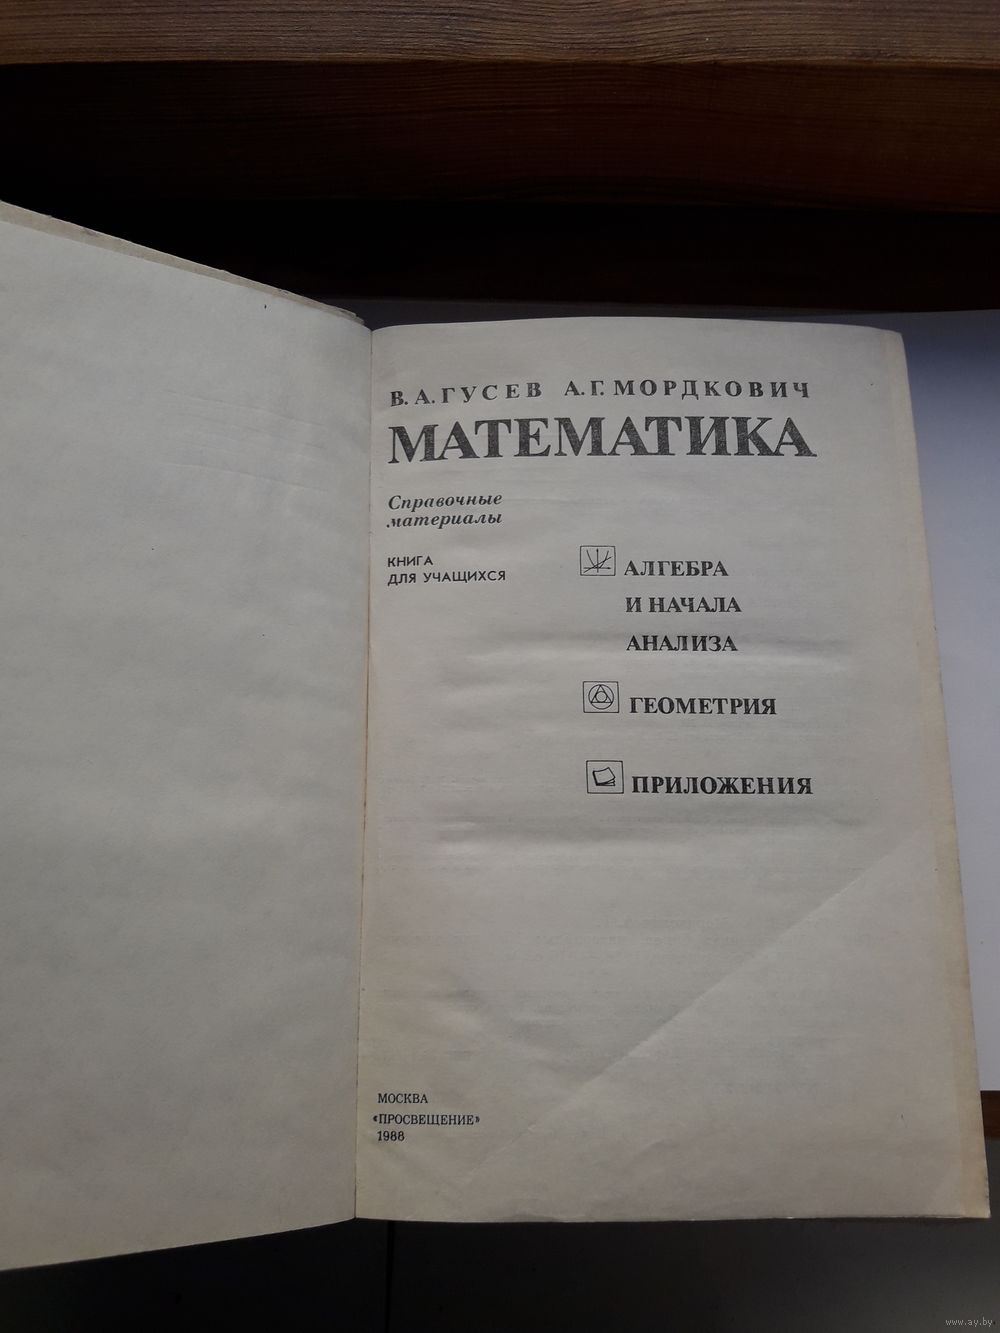 В. А. ГУСЕВ А. Г. МОРДКОВИЧ
МАТЕМАТИКА
Справочные
материалы
КНИГА
ДЛЯ УЧАЩИХСЯ
АЛГЕБРА
И НАЧАЛА
АНАЛИЗА
ГЕОМЕТРИЯ
ПРИЛОЖЕНИЯ
МОСКВА
«ПРОСВЕЩЕНИЕ»
1988
www.ay.by